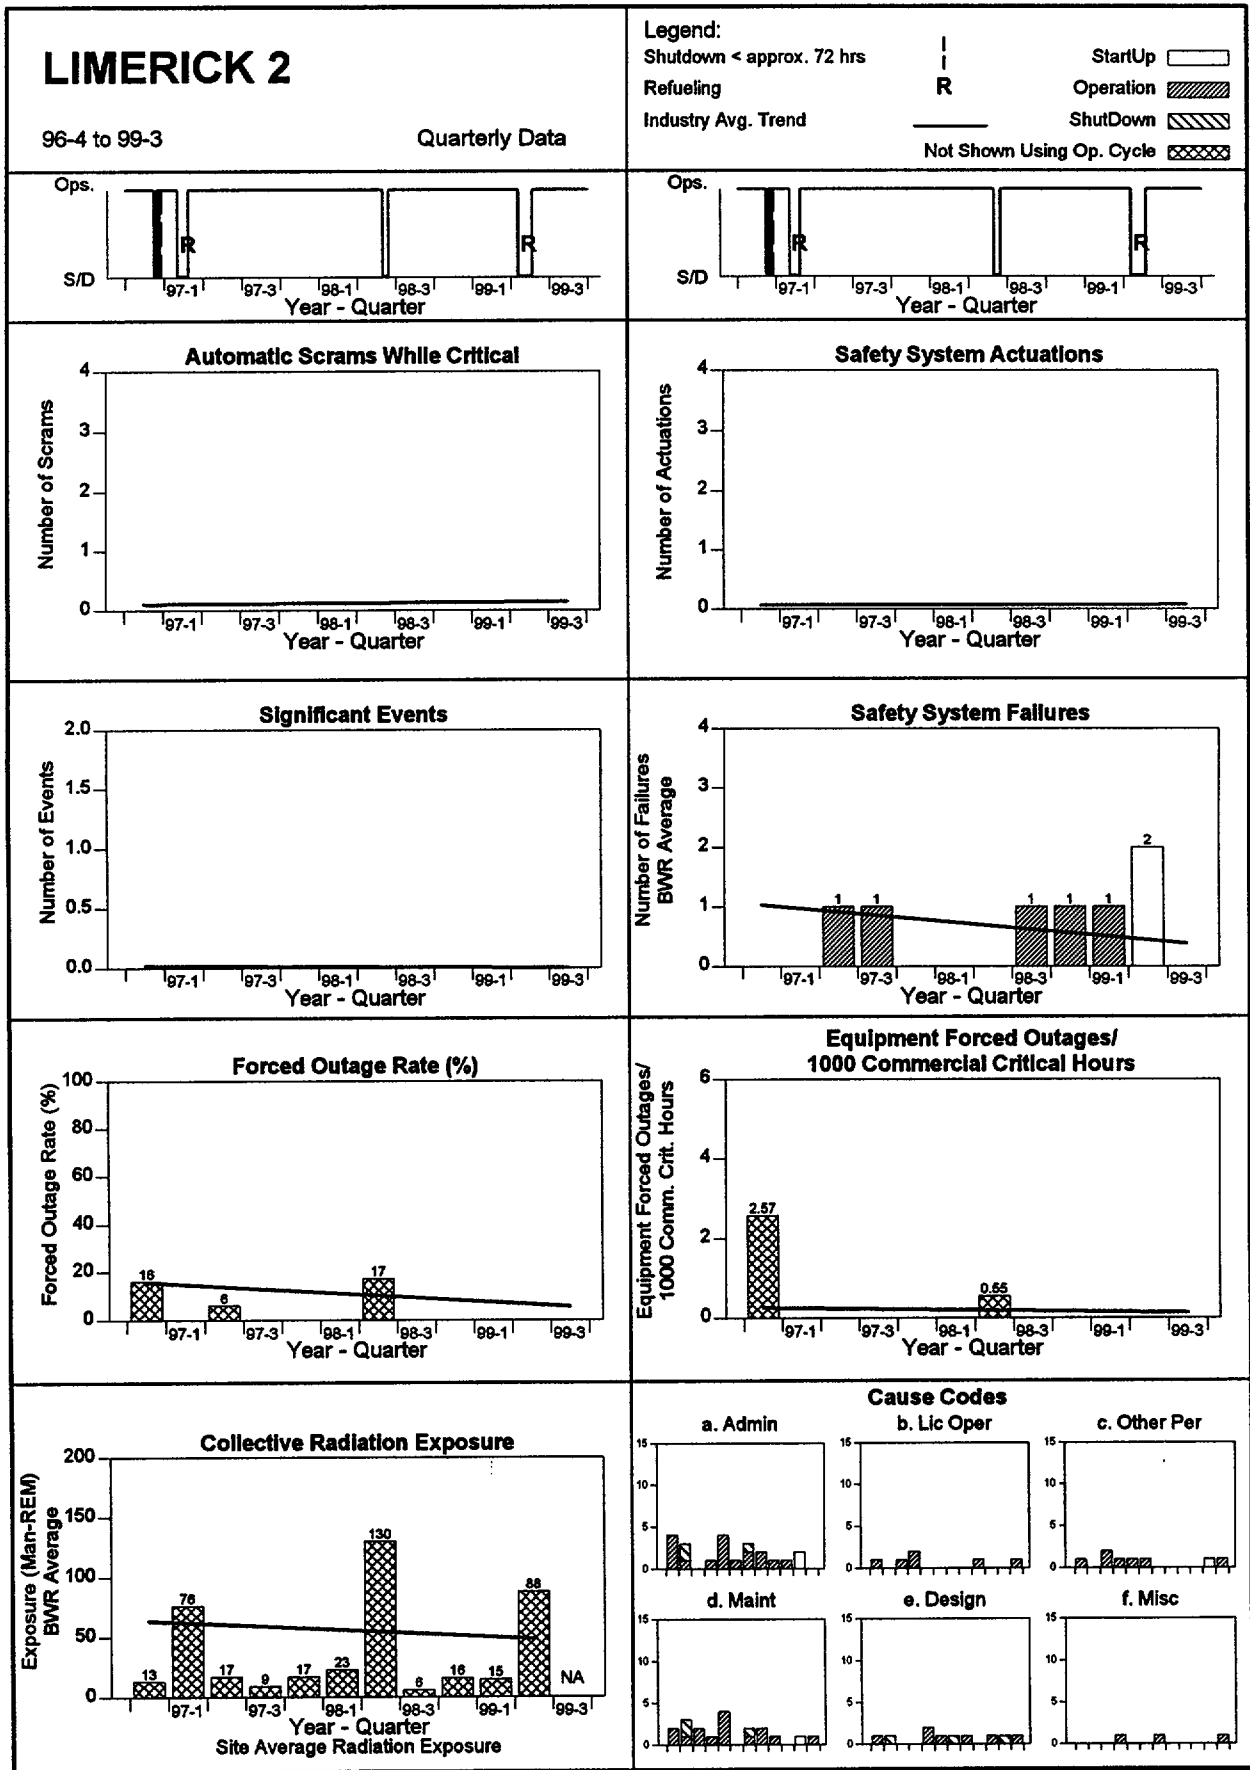 LIMERICK 2
96-4 to 99-3 Quarterly Data
Legend:
Shutdown < approx. 72 hrs
StartUp
Refueling R
Operation
Industry Avg. Trend
ShutDown
Not Shown Using Op. Cycle
Ops.
R R
S/D
97-1 97-3 98-1 98-3 99-1 99-3
Year - Quarter
Ops.
R R
S/D
97-1 97-3 98-1 98-3 99-1 99-3
Year - Quarter
Automatic Scrams While Critical
Number of Scrams
4
3
2
1
0
97-1 97-3 98-1 98-3 99-1 99-3
Year - Quarter
Safety System Actuations
Number of Actuations
4
3
2
1
0
97-1 97-3 98-1 98-3 99-1 99-3
Year - Quarter
Significant Events
Number of Events
2.0
1.5
1.0
0.5
0.0
97-1 97-3 98-1 98-3 99-1 99-3
Year - Quarter
Safety System Failures
Number of Failures
BWR Average
4
3
2
1
0
1 1 1 1 1 2
97-1 97-3 98-1 98-3 99-1 99-3
Year - Quarter
Forced Outage Rate (%)
Forced Outage Rate (%)
100
80
60
40
20
0
16 6 17
97-1 97-3 98-1 98-3 99-1 99-3
Year - Quarter
Equipment Forced Outages/
1000 Commercial Critical Hours
Equipment Forced Outages/
1000 Comm. Crit. Hours
6
4
2
0
2.57 0.55
97-1 97-3 98-1 98-3 99-1 99-3
Year - Quarter
Collective Radiation Exposure
Exposure (Man-REM)
BWR Average
200
150
100
50
0
13 76 17 9 17 23 130 6 16 15 88 NA
97-1 97-3 98-1 98-3 99-1 99-3
Year - Quarter
Site Average Radiation Exposure
Cause Codes
a. Admin
15
10
5
0
b. Lic Oper
15
10
5
0
c. Other Per
15
10
5
0
d. Maint
15
10
5
0
e. Design
15
10
5
0
f. Misc
15
10
5
0